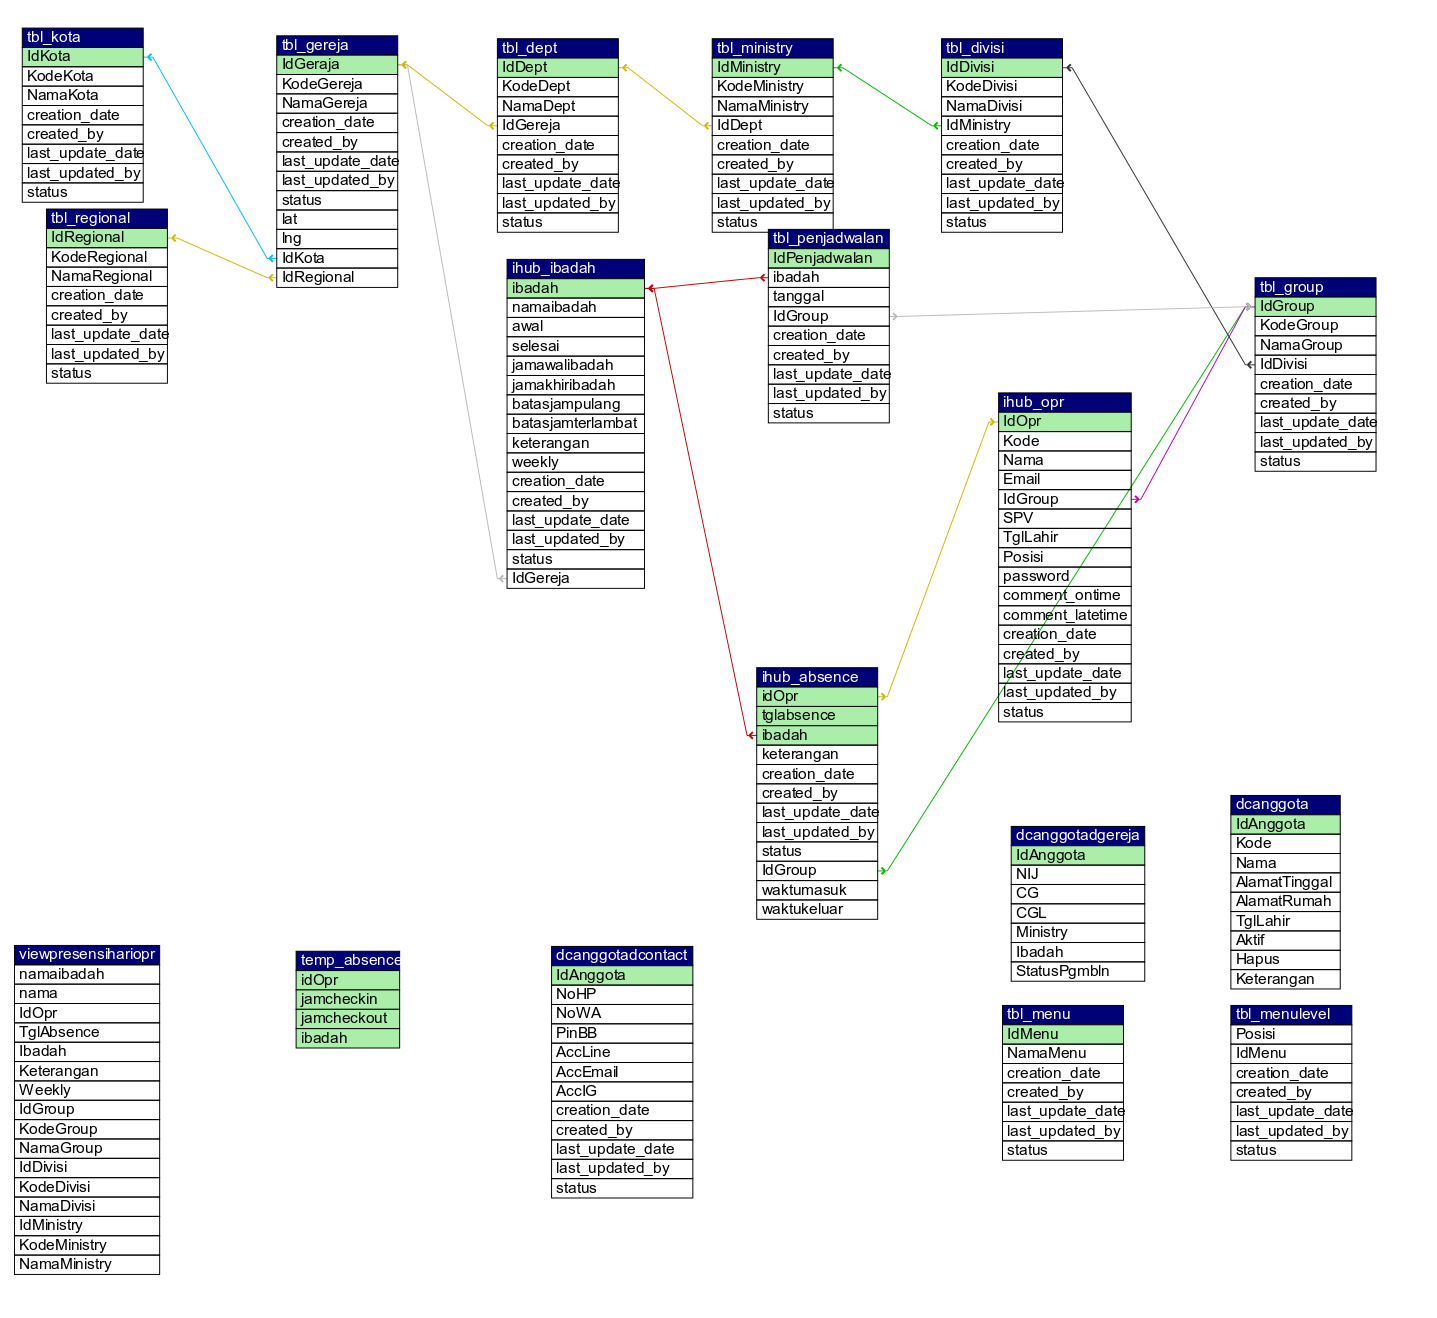 tbl_kota
IdKota
KodeKota
NamaKota
creation_date
created_by
last_update_date
last_updated_by
status
tbl_regional
IdRegional
KodeRegional
NamaRegional
creation_date
created_by
last_update_date
last_updated_by
status
tbl_gereja
IdGeraja
KodeGereja
NamaGereja
creation_date
created_by
last_update_date
last_updated_by
status
lat
lng
IdKota
IdRegional
tbl_dept
IdDept
KodeDept
NamaDept
IdGereja
creation_date
created_by
last_update_date
last_updated_by
status
tbl_ministry
IdMinistry
KodeMinistry
NamaMinistry
IdDept
creation_date
created_by
last_update_date
last_updated_by
status
tbl_divisi
IdDivisi
KodeDivisi
NamaDivisi
IdMinistry
creation_date
created_by
last_update_date
last_updated_by
status
tbl_penjadwalan
IdPenjadwalan
ibadah
tanggal
IdGroup
creation_date
created_by
last_update_date
last_updated_by
status
ihub_ibadah
ibadah
namaibadah
awal
selesai
jamawalibadah
jamakhiribadah
batasjampulang
batasjamterlambat
keterangan
weekly
creation_date
created_by
last_update_date
last_updated_by
status
IdGereja
tbl_group
IdGroup
KodeGroup
NamaGroup
IdDivisi
creation_date
created_by
last_update_date
last_updated_by
status
ihub_opr
IdOpr
Kode
Nama
Email
IdGroup
SPV
TglLahir
Posisi
password
comment_ontime
comment_latetime
creation_date
created_by
last_update_date
last_updated_by
status
ihub_absence
idOpr
tglabsence
ibadah
keterangan
creation_date
created_by
last_update_date
last_updated_by
status
IdGroup
waktumasuk
waktukeluar
dcanggotadgereja
IdAnggota
NIJ
CG
CGL
Ministry
Ibadah
StatusPgmbln
dcanggota
IdAnggota
Kode
Nama
AlamatTinggal
AlamatRumah
TglLahir
Aktif
Hapus
Keterangan
viewpresensihariopr
namaibadah
nama
IdOpr
TglAbsence
Ibadah
Keterangan
Weekly
IdGroup
KodeGroup
NamaGroup
IdDivisi
KodeDivisi
NamaDivisi
IdMinistry
KodeMinistry
NamaMinistry
temp_absence
idOpr
jamcheckin
jamcheckout
ibadah
dcanggotadcontact
IdAnggota
NoHP
NoWA
PinBB
AccLine
AccEmail
AccIG
creation_date
created_by
last_update_date
last_updated_by
status
tbl_menu
IdMenu
NamaMenu
creation_date
created_by
last_update_date
last_updated_by
status
tbl_menulevel
Posisi
IdMenu
creation_date
created_by
last_update_date
last_updated_by
status